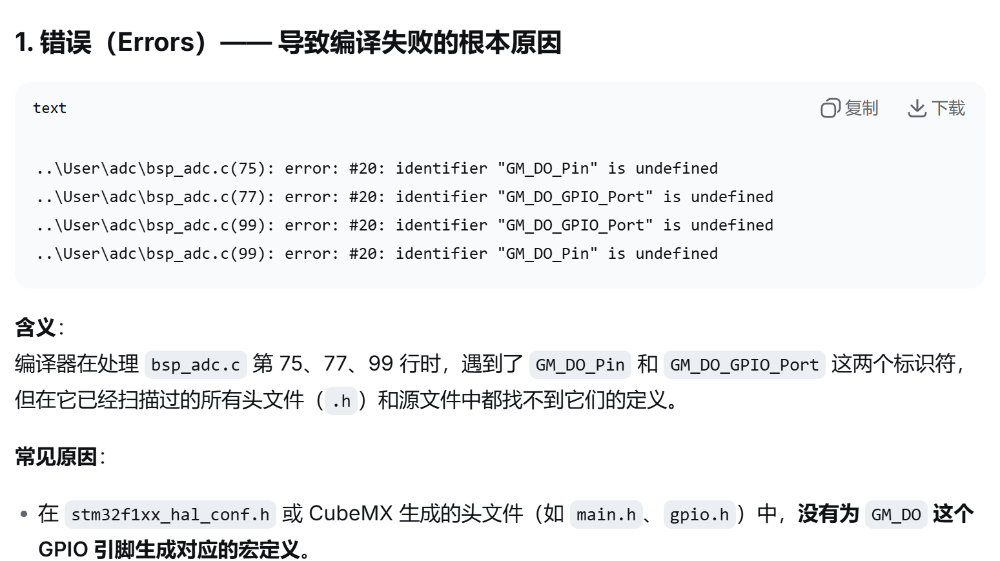 1. 错误（Errors）—— 导致编译失败的根本原因
text
复制
下载
..\User\adc\bsp_adc.c(75): error: #20: identifier "GM_DO_Pin" is undefined
..\User\adc\bsp_adc.c(77): error: #20: identifier "GM_DO_GPIO_Port" is undefined
..\User\adc\bsp_adc.c(99): error: #20: identifier "GM_DO_GPIO_Port" is undefined
..\User\adc\bsp_adc.c(99): error: #20: identifier "GM_DO_Pin" is undefined
含义：
编译器在处理 bsp_adc.c 第 75、77、99 行时，遇到了 GM_DO_Pin 和 GM_DO_GPIO_Port 这两个标识符，
但在它已经扫描过的所有头文件（.h）和源文件中都找不到它们的定义。
常见原因：
• 在 stm32f1xx_hal_conf.h 或 CubeMX 生成的头文件（如 main.h、gpio.h）中，没有为 GM_DO 这个
GPIO 引脚生成对应的宏定义。